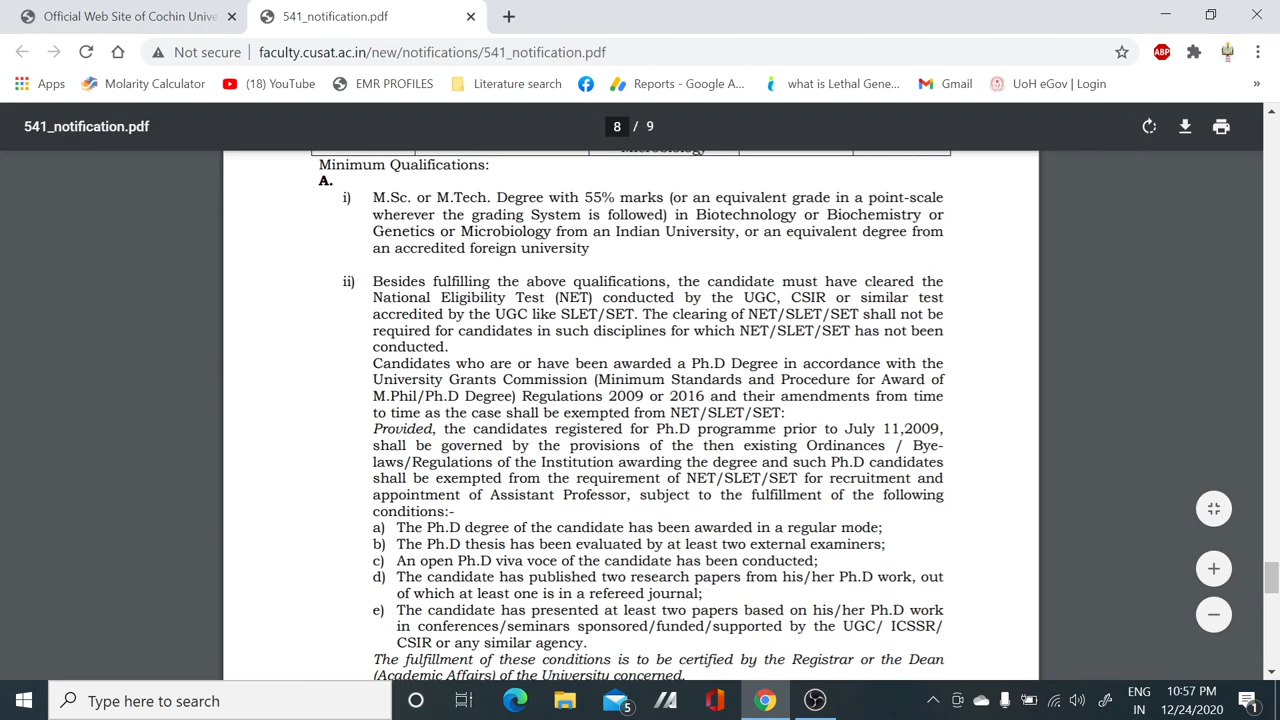 Official Web Site of Cochin Unive
541_notification.pdf
Not secure
faculty.cusat.ac.in/new/notifications/541_notification.pdf
ABP
Apps
Molarity Calculator
(18) YouTube
EMR PROFILES
Literature search
Reports - Google A...
what is Lethal Gene...
Gmail
UoH eGov | Login
»
541_notification.pdf
8 / 9
Microbiology
Minimum Qualifications:
A.
i) M.Sc. or M.Tech. Degree with 55% marks (or an equivalent grade in a point-scale
wherever the grading System is followed) in Biotechnology or Biochemistry or
Genetics or Microbiology from an Indian University, or an equivalent degree from
an accredited foreign university
ii) Besides fulfilling the above qualifications, the candidate must have cleared the
National Eligibility Test (NET) conducted by the UGC, CSIR or similar test
accredited by the UGC like SLET/SET. The clearing of NET/SLET/SET shall not be
required for candidates in such disciplines for which NET/SLET/SET has not been
conducted.
Candidates who are or have been awarded a Ph.D Degree in accordance with the
University Grants Commission (Minimum Standards and Procedure for Award of
M.Phil/Ph.D Degree) Regulations 2009 or 2016 and their amendments from time
to time as the case shall be exempted from NET/SLET/SET:
Provided, the candidates registered for Ph.D programme prior to July 11,2009,
shall be governed by the provisions of the then existing Ordinances / Bye-
laws/Regulations of the Institution awarding the degree and such Ph.D candidates
shall be exempted from the requirement of NET/SLET/SET for recruitment and
appointment of Assistant Professor, subject to the fulfillment of the following
conditions:-
a) The Ph.D degree of the candidate has been awarded in a regular mode;
b) The Ph.D thesis has been evaluated by at least two external examiners;
c) An open Ph.D viva voce of the candidate has been conducted;
d) The candidate has published two research papers from his/her Ph.D work, out
of which at least one is in a refereed journal;
e) The candidate has presented at least two papers based on his/her Ph.D work
in conferences/seminars sponsored/funded/supported by the UGC/ ICSSR/
CSIR or any similar agency.
The fulfillment of these conditions is to be certified by the Registrar or the Dean
(Academic Affairs) of the University concerned.
Type here to search
5
ENG
IN
10:57 PM
12/24/2020
1